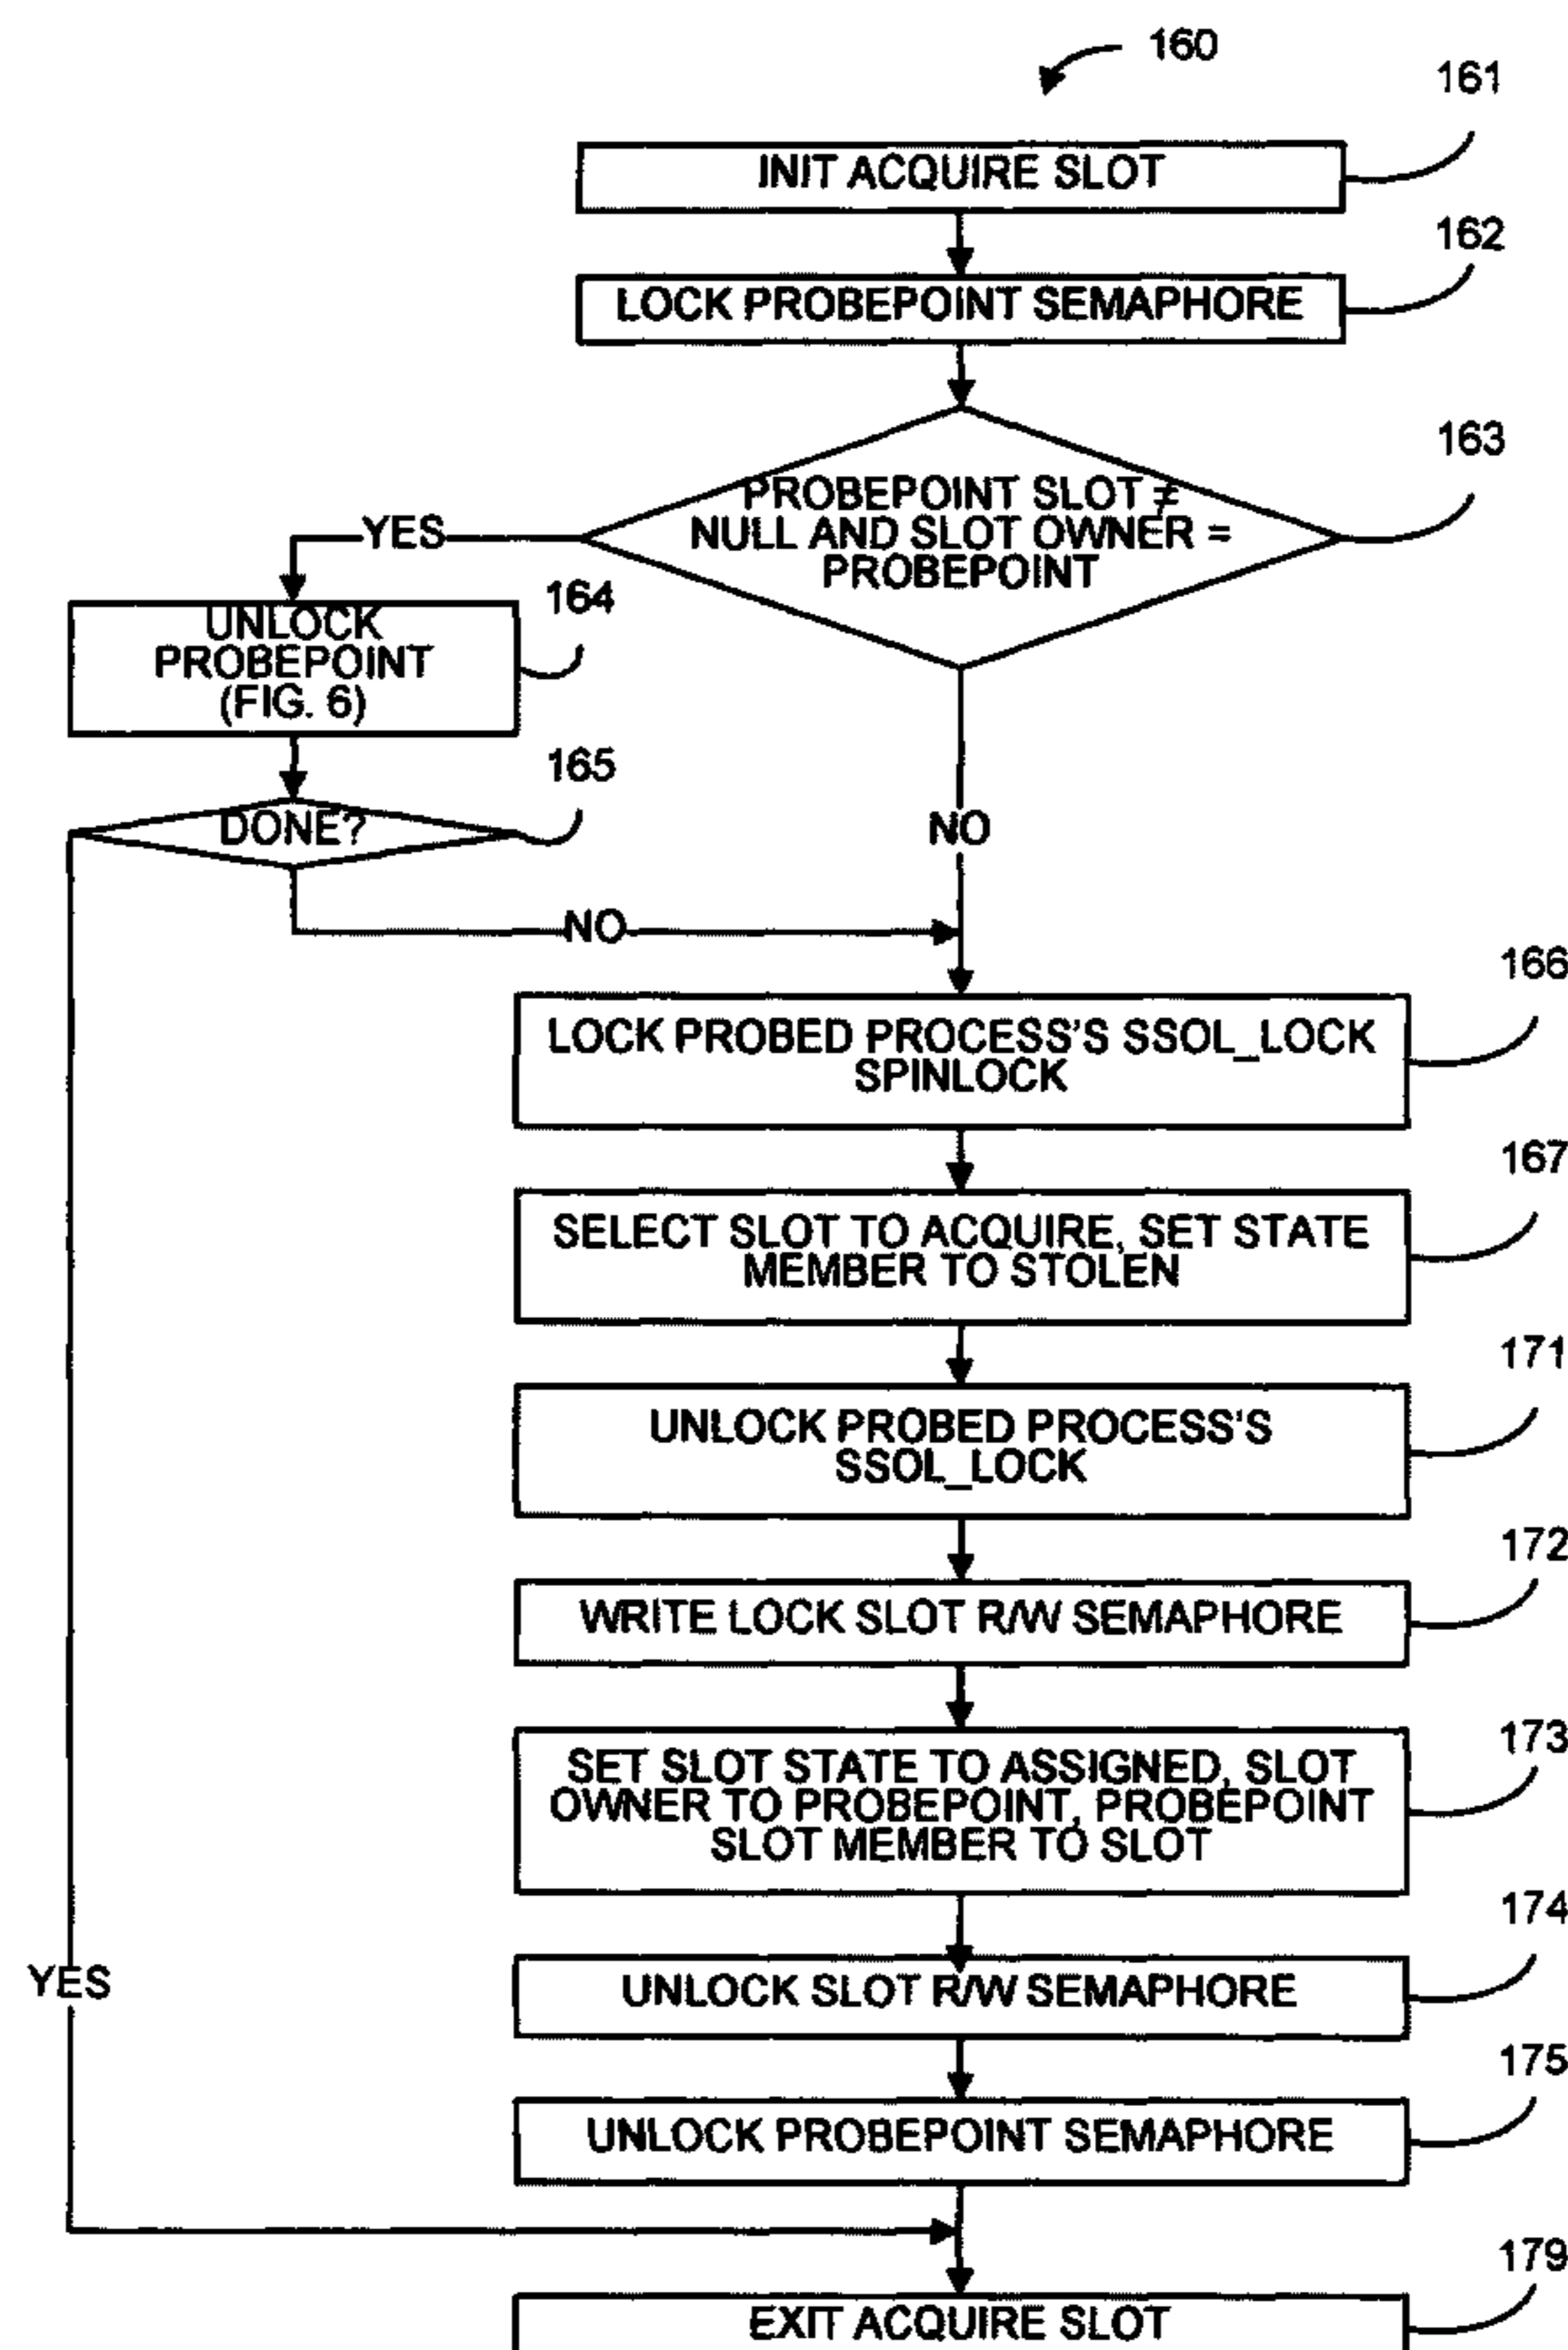 160
161
INIT ACQUIRE SLOT
162
LOCK PROBEPOINT SEMAPHORE
163
PROBEPOINT SLOT ≠
NULL AND SLOT OWNER =
PROBEPOINT
YES
164
UNLOCK
PROBEPOINT
(FIG. 6)
165
DONE?
NO
NO
166
LOCK PROBED PROCESS'S SSOL_LOCK
SPINLOCK
167
SELECT SLOT TO ACQUIRE, SET STATE
MEMBER TO STOLEN
171
UNLOCK PROBED PROCESS'S
SSOL_LOCK
172
WRITE LOCK SLOT R/W SEMAPHORE
173
SET SLOT STATE TO ASSIGNED, SLOT
OWNER TO PROBEPOINT, PROBEPOINT
SLOT MEMBER TO SLOT
174
YES
UNLOCK SLOT R/W SEMAPHORE
175
UNLOCK PROBEPOINT SEMAPHORE
179
EXIT ACQUIRE SLOT